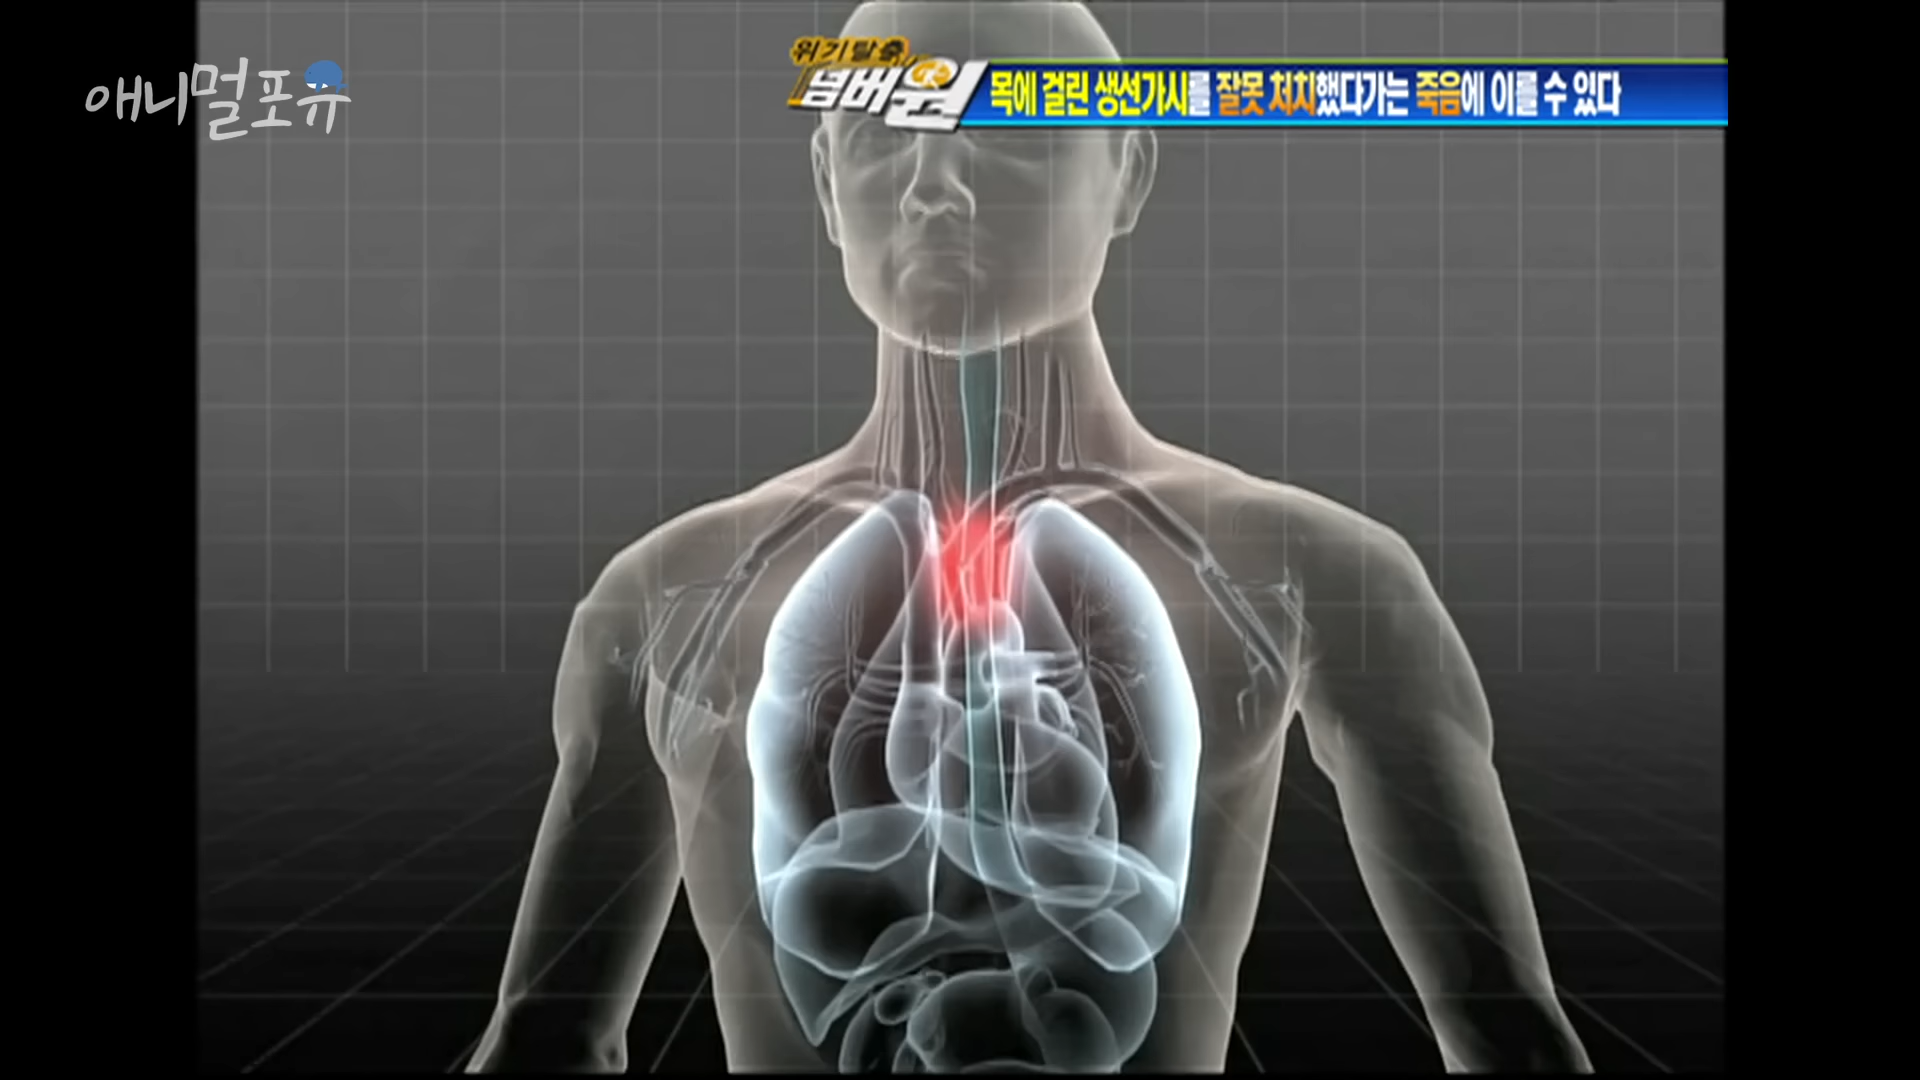 애니멀포유
위기탈출
넘버원
목에 걸린 생선가시를 잘못 처치했다가는 죽음에 이를 수 있다